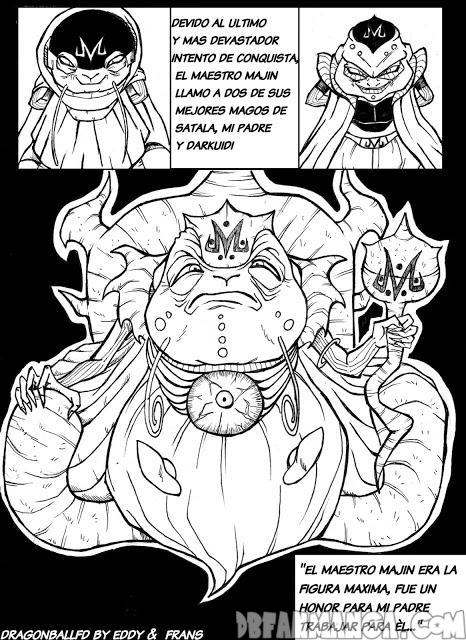 DEVIDO AL ULTIMO
Y MAS DEVASTADOR
INTENTO DE CONQUISTA,
EL MAESTRO MAJIN
LLAMO A DOS DE SUS
MEJORES MAGOS DE
SATALA, MI PADRE
Y DARKUIDI
M
M
M
M
"EL MAESTRO MAJIN ERA LA
FIGURA MAXIMA, FUE UN
HONOR PARA MI PADRE
TRABAJAR PARA ÉL..."
DRAGONBALLFD BY EDDY & FRANS
DBFANMANGA.COM